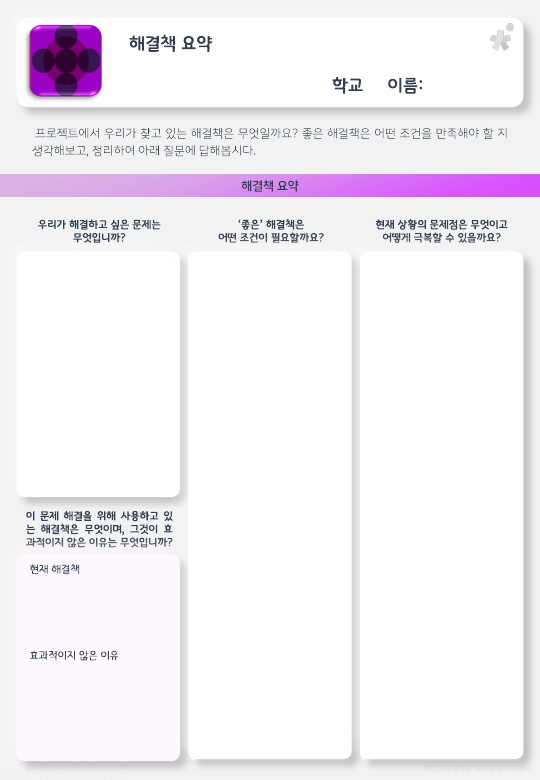 해결책 요약
학교 이름:
프로젝트에서 우리가 찾고 있는 해결책은 무엇일까요? 좋은 해결책은 어떤 조건을 만족해야 할 지
생각해보고, 정리하여 아래 질문에 답해봅시다.
해결책 요약
우리가 해결하고 싶은 문제는
무엇입니까?
‘좋은’ 해결책은
어떤 조건이 필요할까요?
현재 상황의 문제점은 무엇이고
어떻게 극복할 수 있을까요?
이 문제 해결을 위해 사용하고 있
는 해결책은 무엇이며, 그것이 효
과적이지 않은 이유는 무엇입니까?
현재 해결책
효과적이지 않은 이유